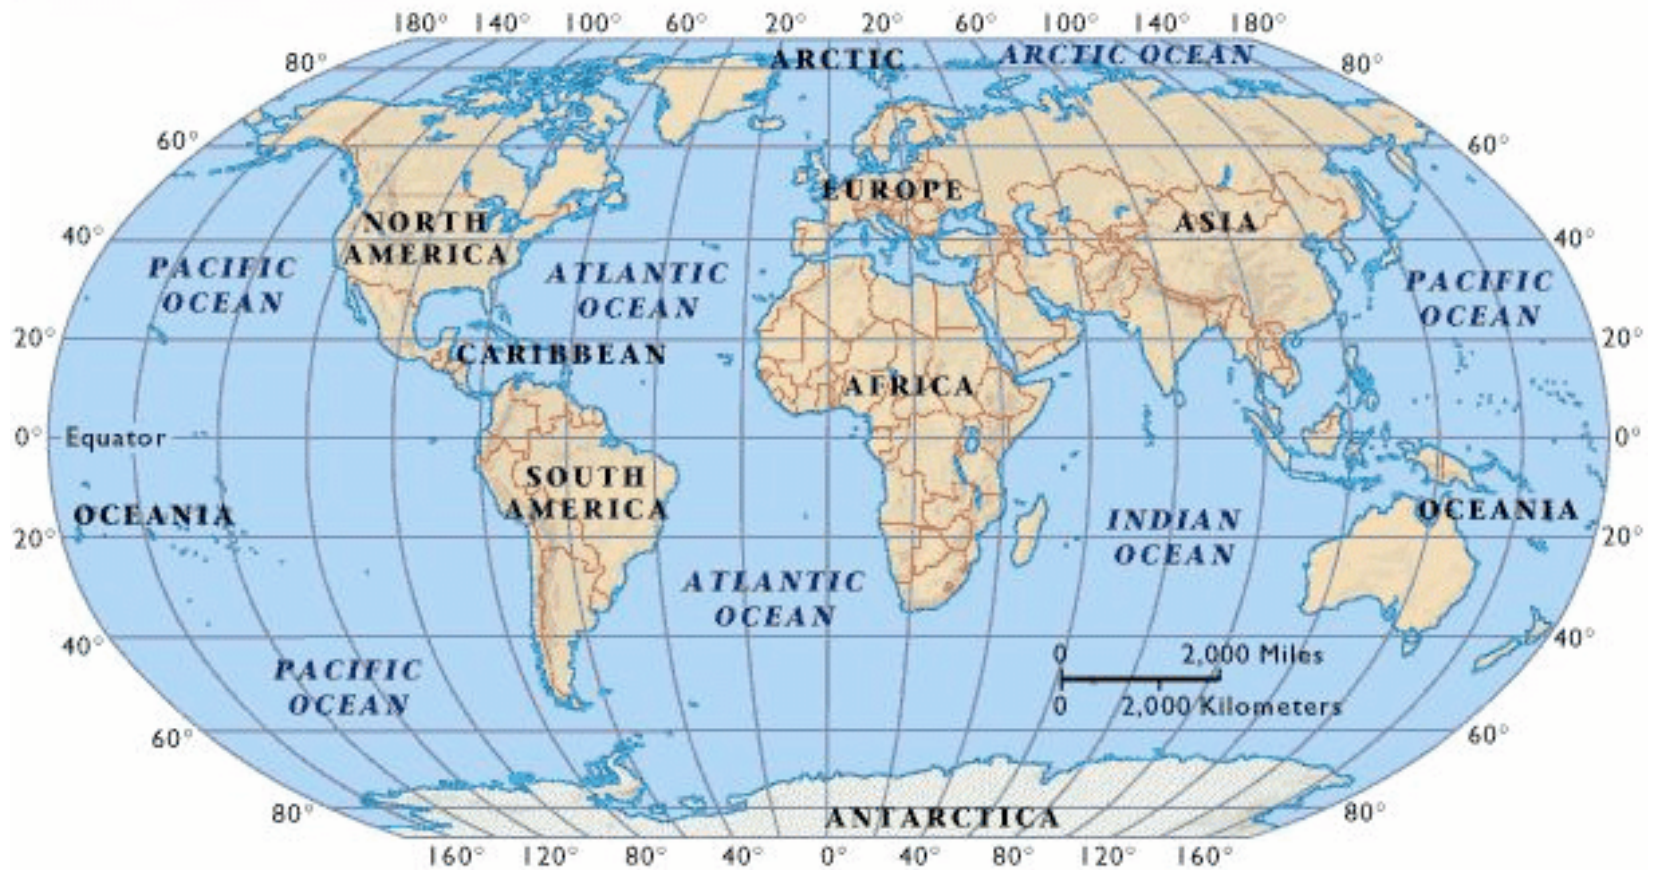 180° 140° 100° 60° 20° 20° 60° 100° 140° 180°
80° ARCTIC ARCTIC OCEAN 80°
60° 60°
EUROPE
NORTH
AMERICA
ASIA
40° 40°
PACIFIC
OCEAN
ATLANTIC
OCEAN
PACIFIC
OCEAN
20° 20°
CARIBBEAN
AFRICA
0° Equator 0°
SOUTH
AMERICA
OCEANIA
INDIAN
OCEAN
OCEANIA
20° 20°
ATLANTIC
OCEAN
40° 40°
0 2,000 Miles
0 2,000 Kilometers
PACIFIC
OCEAN
60° 60°
80° ANTARCTICA 80°
160° 120° 80° 40° 0° 40° 80° 120° 160°